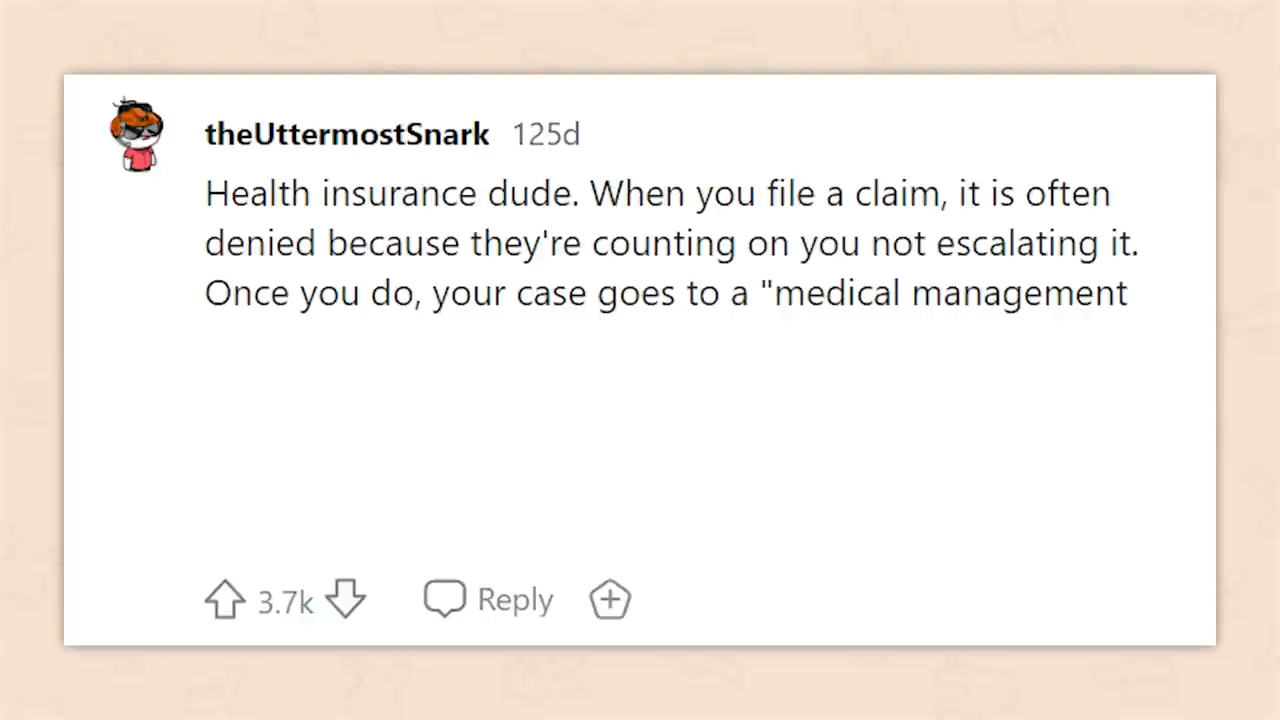 theUttermostSnark 125d
Health insurance dude. When you file a claim, it is often
denied because they're counting on you not escalating it.
Once you do, your case goes to a "medical management
3.7k Reply